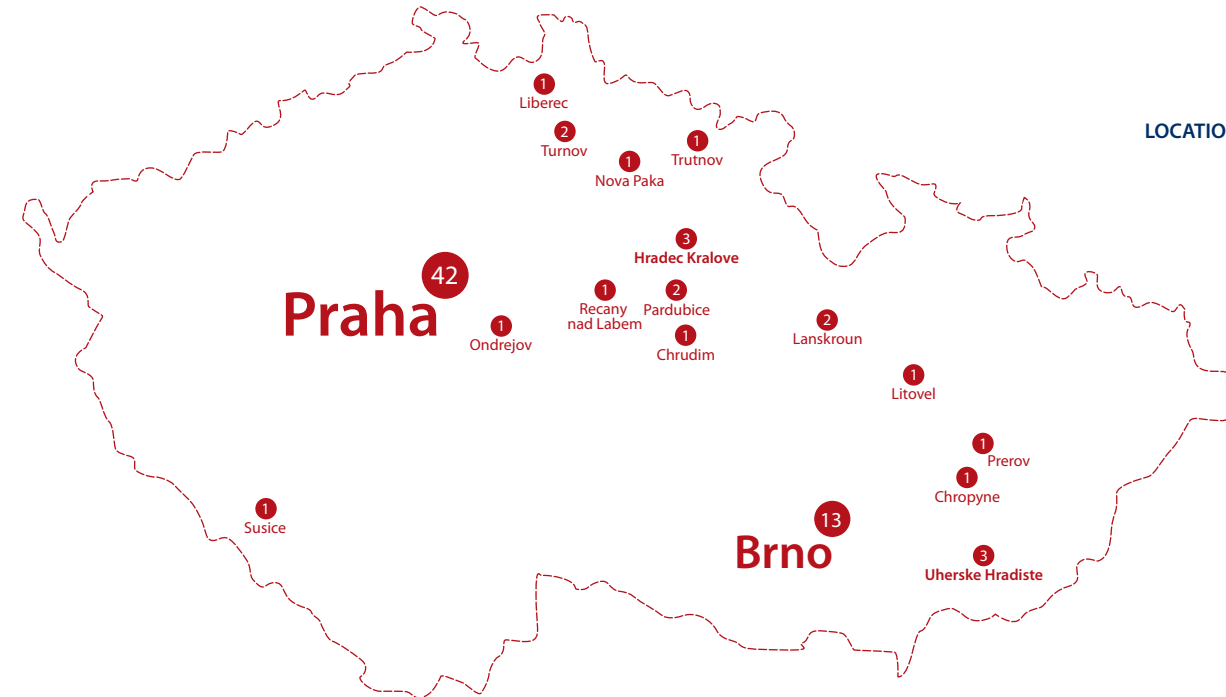 1
Liberec
LOCATIO
2
Turnov
1
Trutnov
1
Nova Paka
3
Hradec Kralove
42
Praha
1
Ondrejov
1
Recany
nad Labem
2
Pardubice
1
Chrudim
2
Lanskroun
1
Litovel
1
Prerov
1
Chropyne
1
Susice
13
Brno
3
Uherske Hradiste